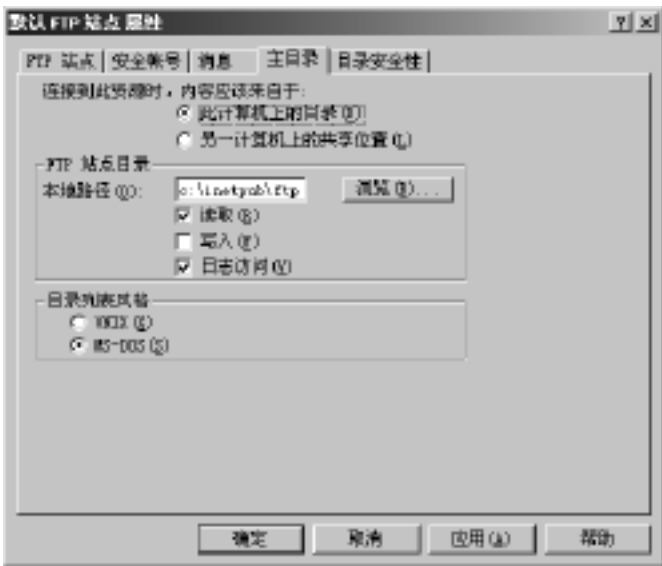 默认 FTP 站点 属性
FTP 站点 安全帐号 消息 主目录 目录安全性
连接到此资源时，内容应该来自于:
此计算机上的目录(D)
另一计算机上的共享位置(L)
FTP 站点目录
本地路径(O): c:\inetpub\ftp 浏览(B)...
读取(R)
写入(W)
日志访问(V)
目录列表风格
UNIX(X)
MS-DOS(S)
确定 取消 应用(A) 帮助